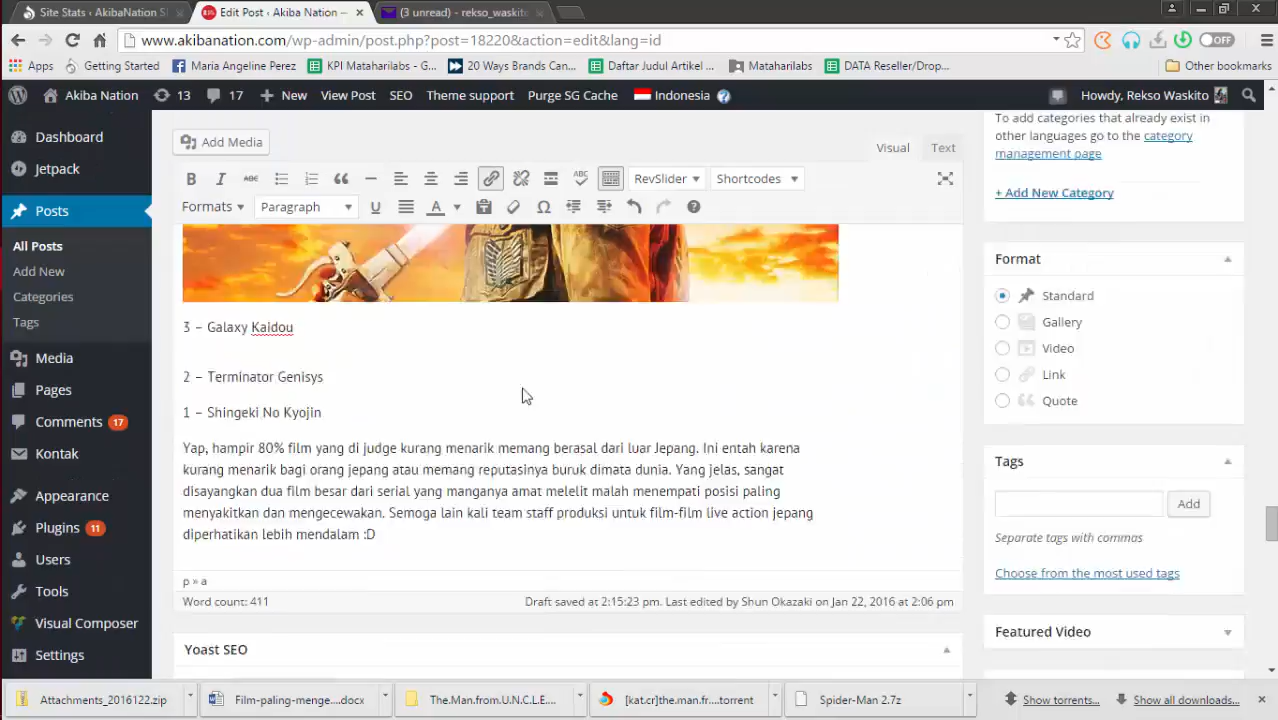 Site Stats ‹ AkibaNation S
Edit Post ‹ Akiba Nation —
(3 unread) - rekso_waskito
www.akibanation.com/wp-admin/post.php?post=18220&action=edit&lang=id
OFF
Apps
Getting Started
Maria Angeline Perez
KPI Mataharilabs - G...
20 Ways Brands Can...
Daftar Judul Artikel ...
Mataharilabs
DATA Reseller/Drop...
Other bookmarks
Akiba Nation
13
17
New
View Post
SEO
Theme support
Purge SG Cache
Indonesia
Howdy, Rekso Waskito
Dashboard
Jetpack
Posts
All Posts
Add New
Categories
Tags
Media
Pages
Comments 17
Kontak
Appearance
Plugins 11
Users
Tools
Visual Composer
Settings
Add Media
Visual
Text
B I ABC
ABC
RevSlider
Shortcodes
Formats
Paragraph
U
A
Ω
3 – Galaxy Kaidou
2 – Terminator Genisys
1 – Shingeki No Kyojin
Yap, hampir 80% film yang di judge kurang menarik memang berasal dari luar Jepang. Ini entah karena
kurang menarik bagi orang jepang atau memang reputasinya buruk dimata dunia. Yang jelas, sangat
disayangkan dua film besar dari serial yang manganya amat melelit malah menempati posisi paling
menyakitkan dan mengecewakan. Semoga lain kali team staff produksi untuk film-film live action jepang
diperhatikan lebih mendalam :D
p » a
Word count: 411
Draft saved at 2:15:23 pm. Last edited by Shun Okazaki on Jan 22, 2016 at 2:06 pm
Yoast SEO
To add categories that already exist in
other languages go to the category
management page
+ Add New Category
Format
Standard
Gallery
Video
Link
Quote
Tags
Add
Separate tags with commas
Choose from the most used tags
Featured Video
Attachments_2016122.zip
Film-paling-menge....docx
The.Man.from.U.N.C.L.E....
[kat.cr]the.man.fr....torrent
Spider-Man 2.7z
Show torrents...
Show all downloads...